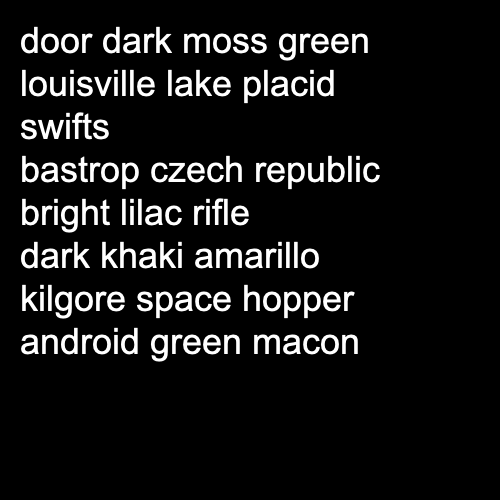 door dark moss green
louisville lake placid
swifts
bastrop czech republic
bright lilac rifle
dark khaki amarillo
kilgore space hopper
android green macon